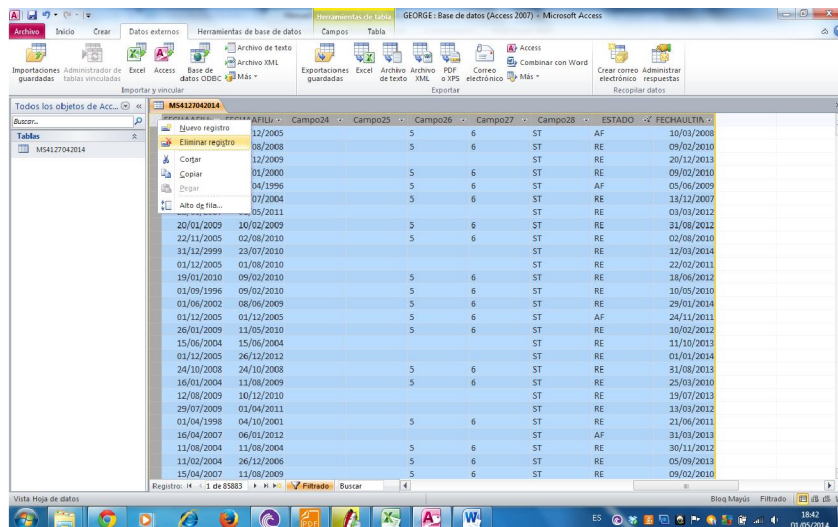 Herramientas de tabla
GEORGE : Base de datos (Access 2007) - Microsoft Access
Archivo Inicio Crear Datos externos Herramientas de base de datos Campos Tabla
Importaciones guardadas
Administrador de tablas vinculadas
Excel
Access
Base de datos ODBC
Archivo de texto
Archivo XML
Más
Importar y vincular
Exportaciones guardadas
Excel
Archivo de texto
Archivo XML
PDF o XPS
Correo electrónico
Access
Combinar con Word
Más
Exportar
Crear correo electrónico
Administrar respuestas
Recopilar datos
Todos los objetos de Acc...
Buscar...
Tablas
MS4127042014
MS4127042014
Nuevo registro
Eliminar registro
Cortar
Copiar
Pegar
Alto de fila...
AFILI Campo24 Campo25 Campo26 Campo27 Campo28 ESTADO FECHAULTIN
12/2005 5 6 ST AF 10/03/2008
08/2008 5 6 ST RE 09/02/2010
12/2009 ST RE 20/12/2013
01/2000 5 6 ST RE 09/02/2010
04/1996 5 6 ST AF 05/06/2009
07/2004 5 6 ST RE 13/12/2007
05/2011 ST RE 03/03/2012
20/01/2009 10/02/2009 5 6 ST RE 31/08/2012
22/11/2005 02/08/2010 5 6 ST RE 02/08/2010
31/12/2999 23/07/2010 ST RE 12/03/2014
01/12/2005 01/08/2010 ST RE 22/02/2011
19/01/2010 09/02/2010 5 6 ST RE 18/06/2012
01/09/1996 09/02/2010 5 6 ST RE 10/05/2010
01/06/2002 08/06/2009 5 6 ST RE 29/01/2014
01/12/2005 01/12/2005 5 6 ST AF 24/11/2011
26/01/2009 11/05/2010 5 6 ST RE 10/02/2012
15/06/2004 15/06/2004 ST RE 11/10/2013
01/12/2005 26/12/2012 ST RE 01/01/2014
24/10/2008 24/10/2008 5 6 ST RE 31/08/2013
16/01/2004 11/08/2009 5 6 ST RE 25/03/2010
12/08/2009 10/12/2010 ST RE 19/07/2013
29/07/2009 01/04/2011 ST RE 13/03/2012
01/04/1998 04/10/2001 5 6 ST RE 21/06/2011
16/04/2007 06/01/2012 ST AF 31/03/2013
11/08/2004 11/08/2004 5 6 ST RE 30/11/2012
11/02/2004 26/12/2006 5 6 ST RE 05/09/2013
15/04/2007 11/08/2009 5 6 ST RE 09/02/2010
Registro: 1 de 85883 Filtrado Buscar
Vista Hoja de datos Bloq Mayús Filtrado
ES 18:42
01/05/2014